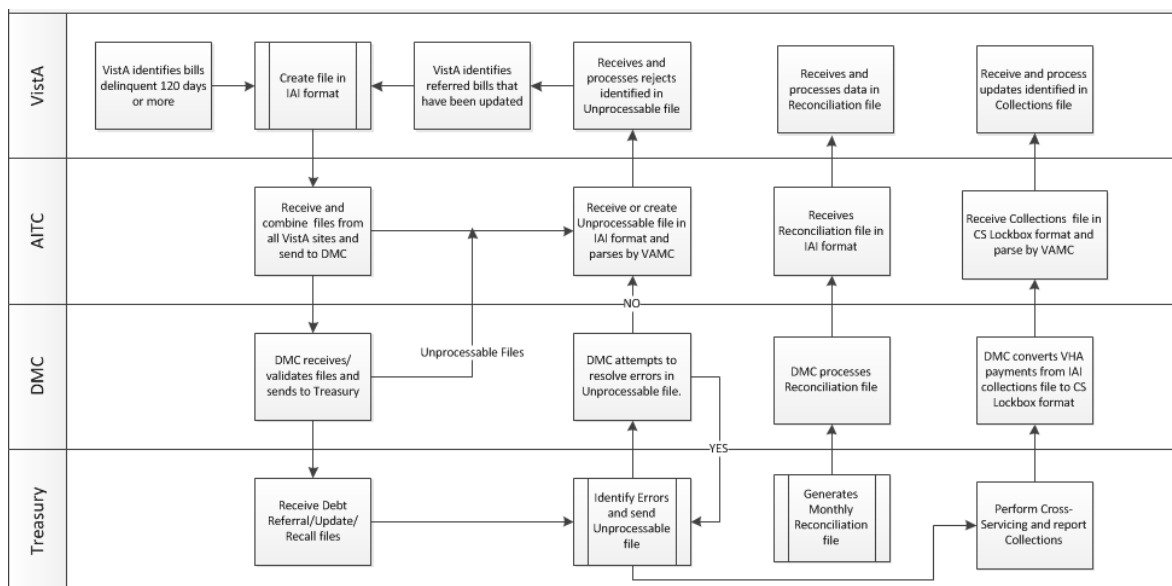 VistA
VistA identifies bills
delinquent 120 days
or more
Create file in
IAI format
VistA identifies
referred bills that
have been updated
Receives and
processes rejects
identified in
Unprocessable file
Receives and
processes data in
Reconciliation file
Receive and process
updates identified in
Collections file
AITC
Receive and
combine files from
all VistA sites and
send to DMC
Receive or create
Unprocessable file in
IAI format and
parses by VAMC
Receives
Reconciliation file in
IAI format
Receive Collections file in
CS Lockbox format and
parse by VAMC
NO
DMC
DMC receives/
validates files and
sends to Treasury
Unprocessable Files
DMC attempts to
resolve errors in
Unprocessable file.
DMC processes
Reconciliation file
DMC converts VHA
payments from IAI
collections file to CS
Lockbox format
YES
Treasury
Receive Debt
Referral/Update/
Recall files
Identify Errors
and send
Unprocessable
file
Generates
Monthly
Reconciliation
file
Perform Cross-
Servicing and report
Collections